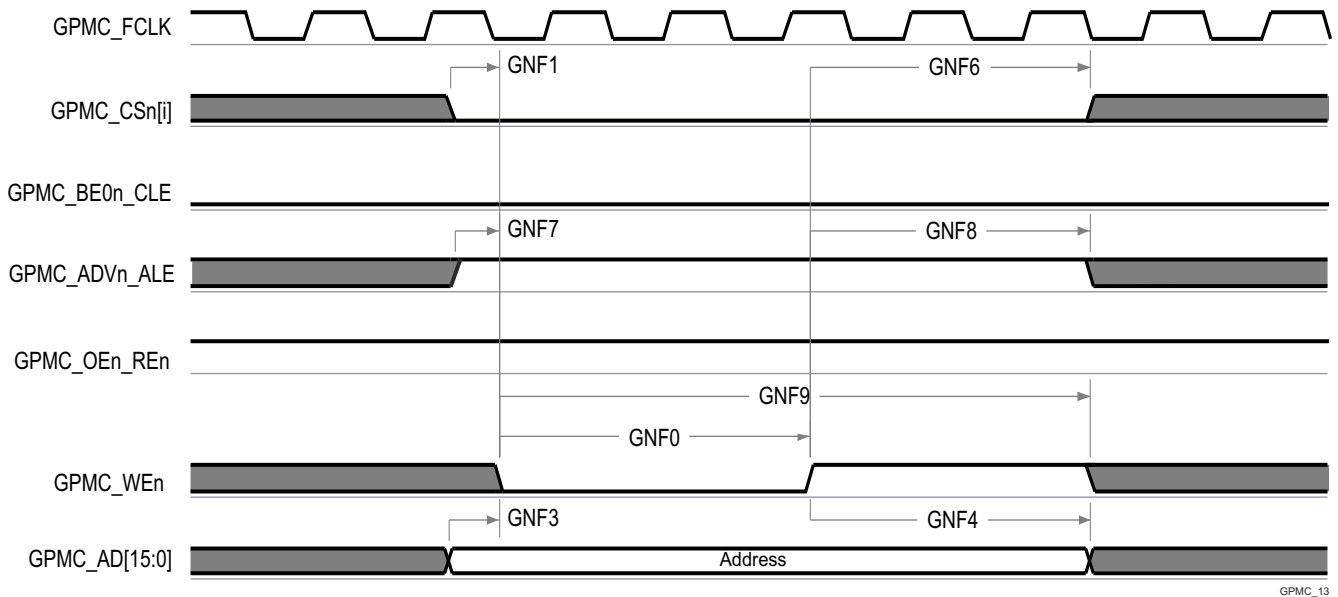 GPMC_FCLK
GNF1
GNF6
GPMC_CSn[i]
GPMC_BE0n_CLE
GNF7
GNF8
GPMC_ADVn_ALE
GPMC_OEn_REn
GNF9
GNF0
GPMC_WEn
GNF3
GNF4
GPMC_AD[15:0]
Address
GPMC_13